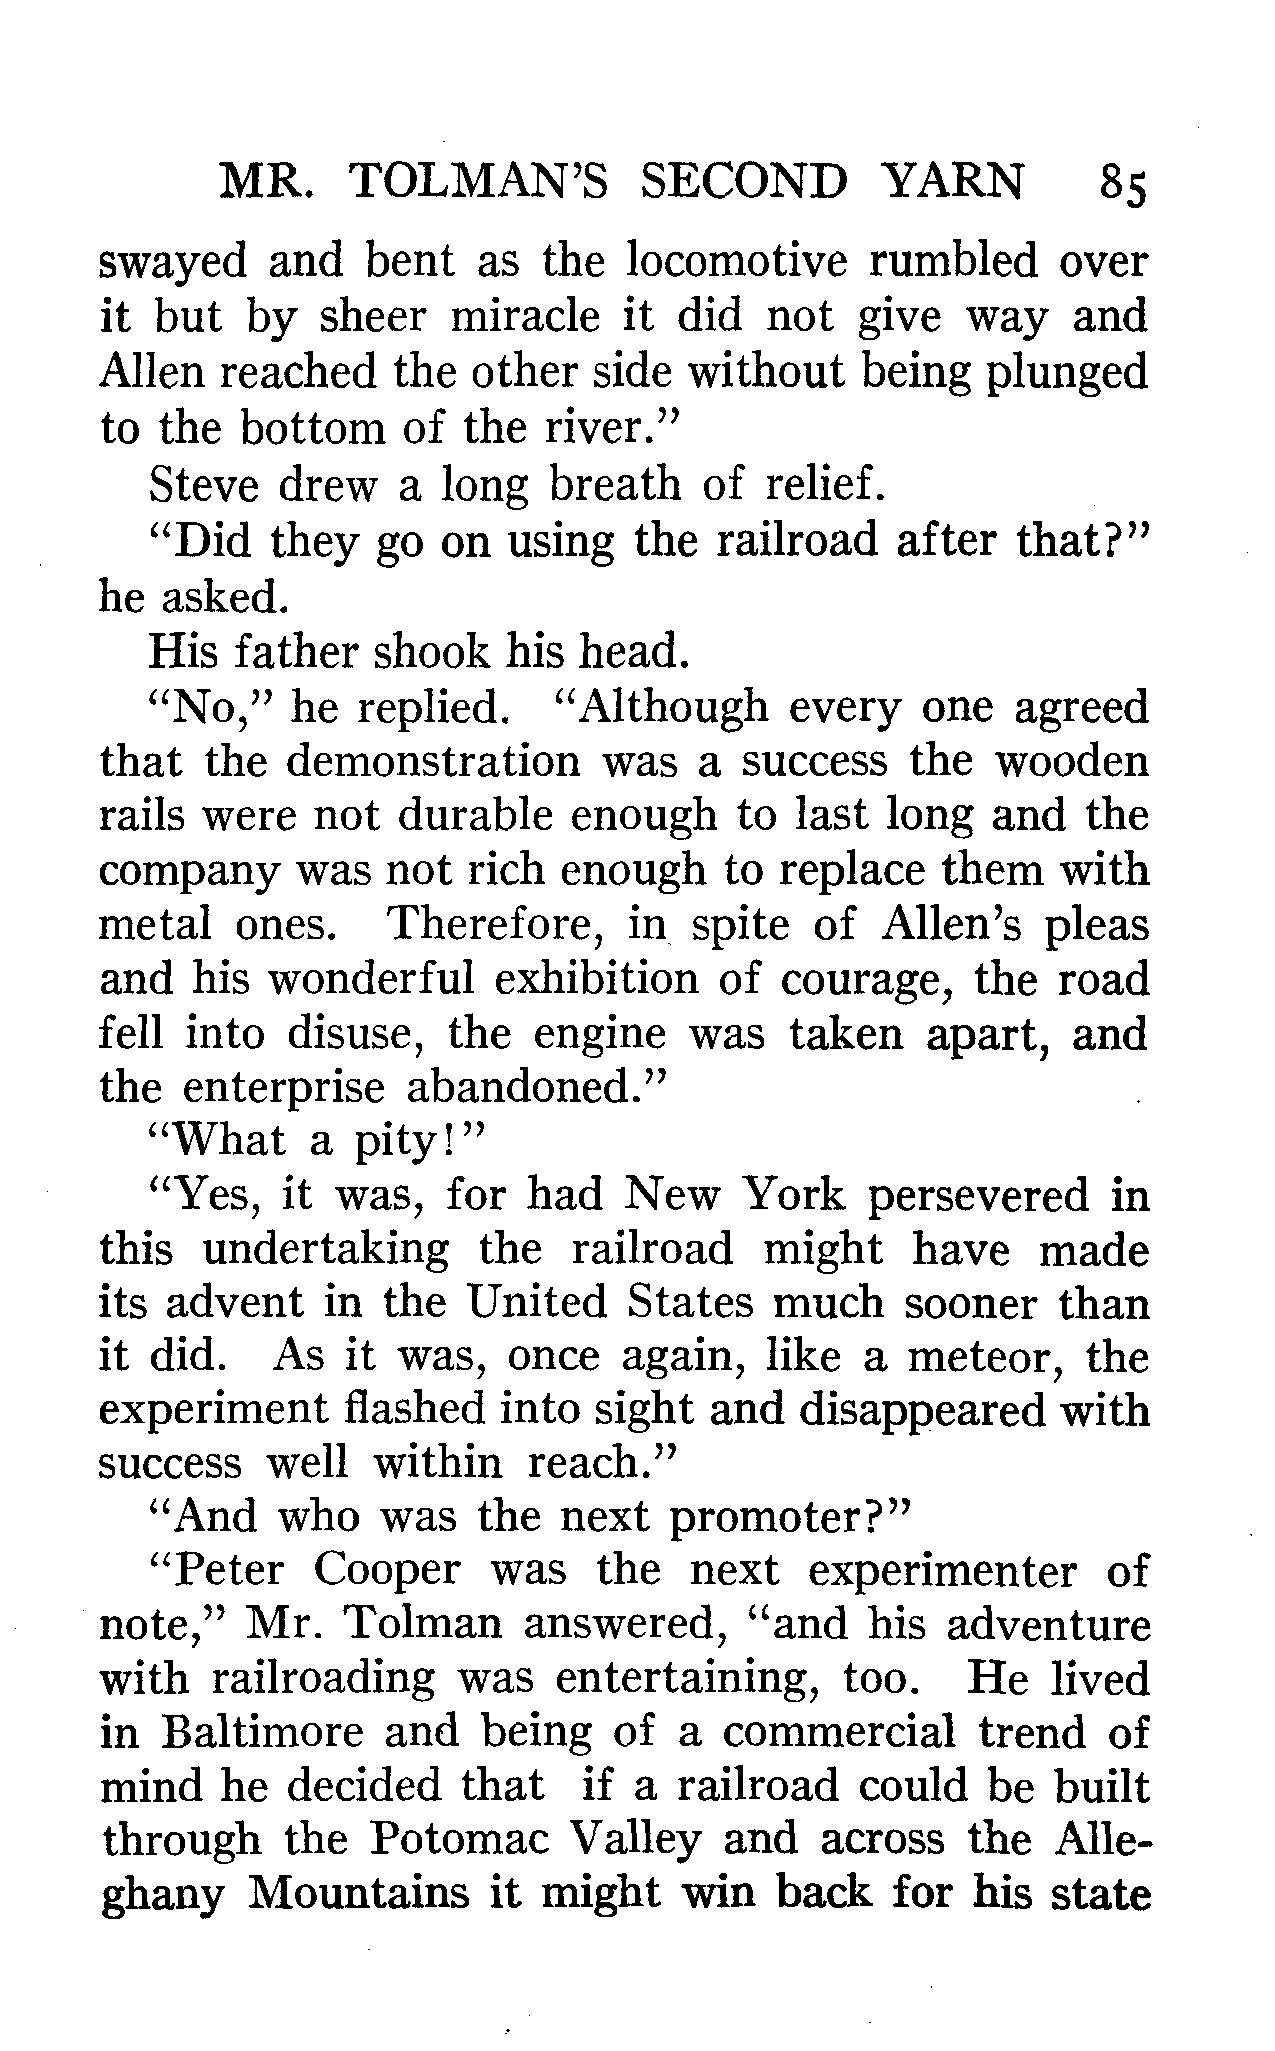 MR. TOLMAN'S SECOND YARN 85
swayed and bent as the locomotive rumbled over
it but by sheer miracle it did not give way and
Allen reached the other side without being plunged
to the bottom of the river."
Steve drew a long breath of relief.
"Did they go on using the railroad after that?"
he asked.
His father shook his head.
"No," he replied. "Although every one agreed
that the demonstration was a success the wooden
rails were not durable enough to last long and the
company was not rich enough to replace them with
metal ones. Therefore, in spite of Allen's pleas
and his wonderful exhibition of courage, the road
fell into disuse, the engine was taken apart, and
the enterprise abandoned."
"What a pity!"
"Yes, it was, for had New York persevered in
this undertaking the railroad might have made
its advent in the United States much sooner than
it did. As it was, once again, like a meteor, the
experiment flashed into sight and disappeared with
success well within reach."
"And who was the next promoter?"
"Peter Cooper was the next experimenter of
note," Mr. Tolman answered, "and his adventure
with railroading was entertaining, too. He lived
in Baltimore and being of a commercial trend of
mind he decided that if a railroad could be built
through the Potomac Valley and across the Alle-
ghany Mountains it might win back for his state